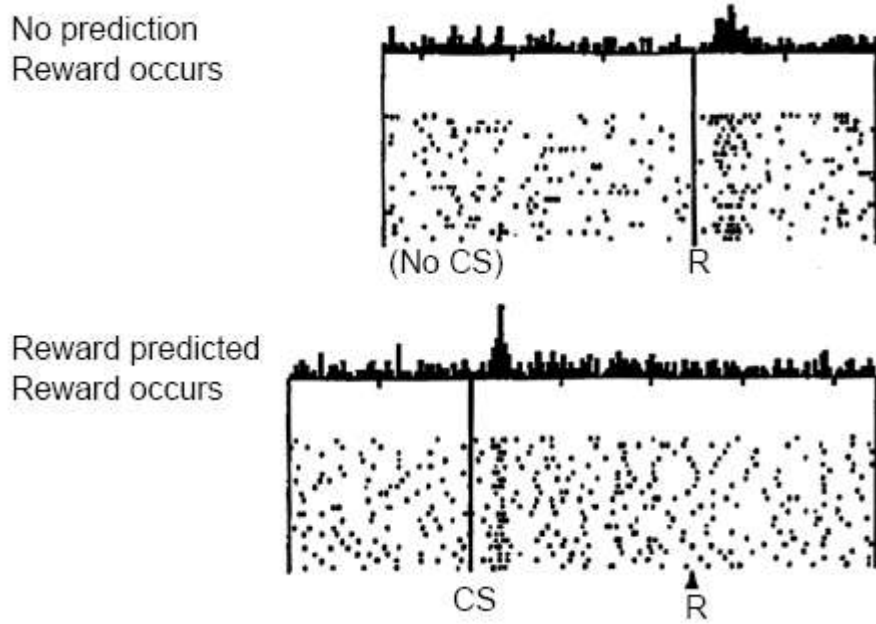 No prediction
Reward occurs
(No CS)
R
Reward predicted
Reward occurs
CS
R